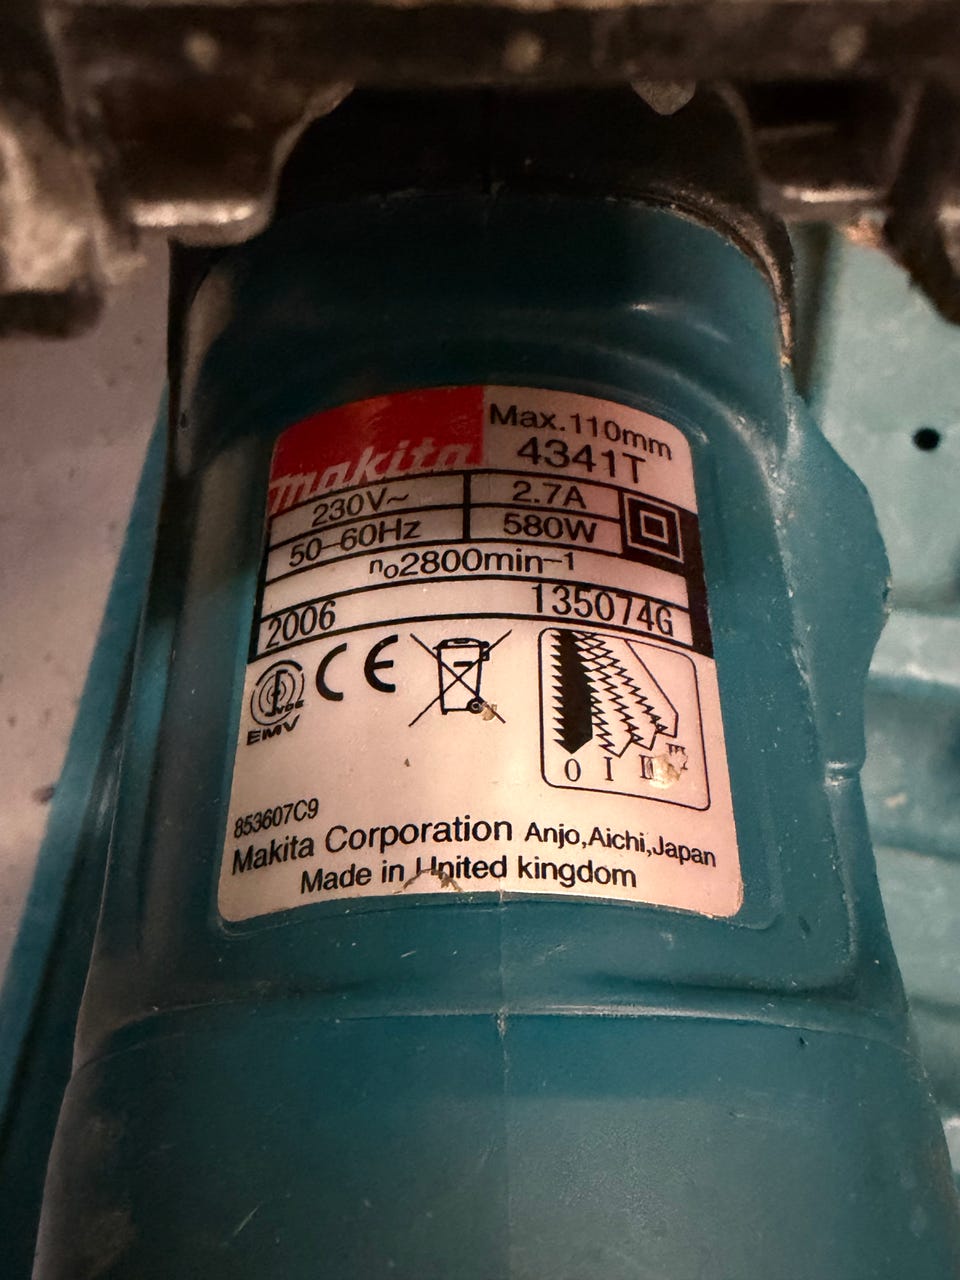 Max.110mm
makita 4341T
230V~ 2.7A
50-60Hz 580W
no2800min-1
2006 135074G
VDE
EMV
CE
0 I II III
853607C9
Makita Corporation Anjo,Aichi,Japan
Made in United kingdom